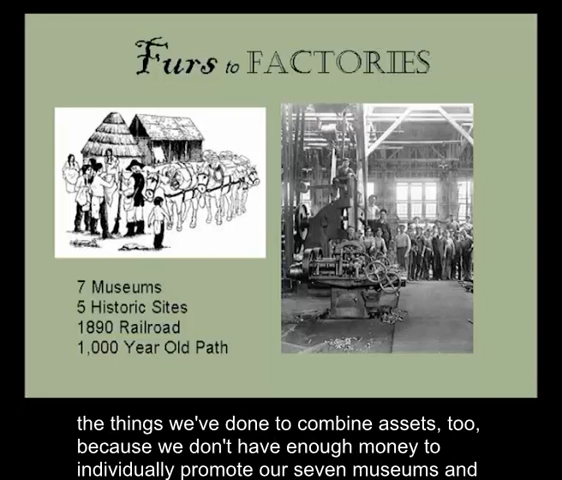 Furs to FACTORIES
7 Museums
5 Historic Sites
1890 Railroad
1,000 Year Old Path
the things we've done to combine assets, too,
because we don't have enough money to
individually promote our seven museums and